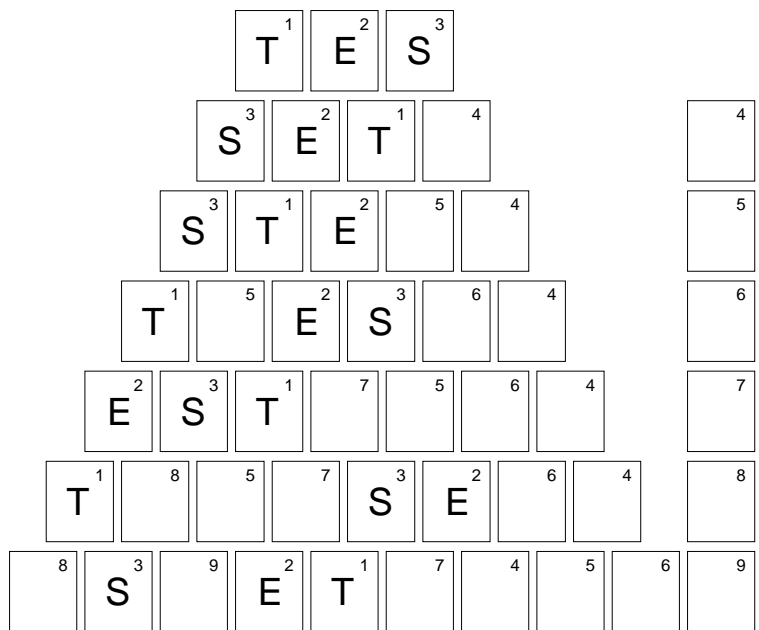 T 1 E 2 S 3
S 3 E 2 T 1 4 4
S 3 T 1 E 2 5 4 5
T 1 5 E 2 S 3 6 4 6
E 2 S 3 T 1 7 5 6 4 7
T 1 8 5 7 S 3 E 2 6 4 8
8 S 3 9 E 2 T 1 7 4 5 6 9